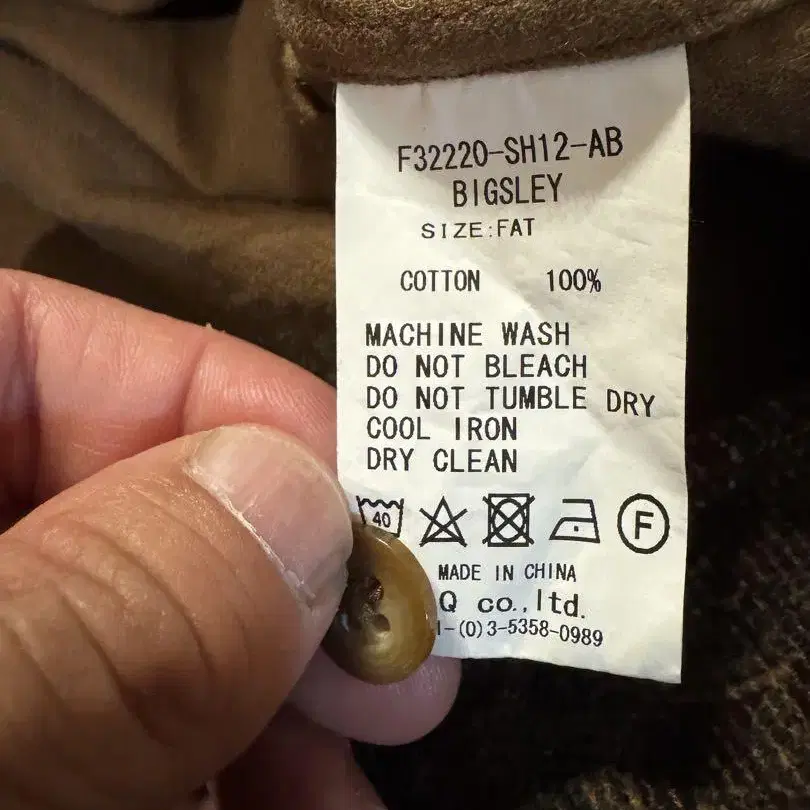 F32220-SH12-AB
BIGSLEY
SIZE:FAT
COTTON 100%
MACHINE WASH
DO NOT BLEACH
DO NOT TUMBLE DRY
COOL IRON
DRY CLEAN
40 F
MADE IN CHINA
Q co.,ltd.
-(0)3-5358-0989